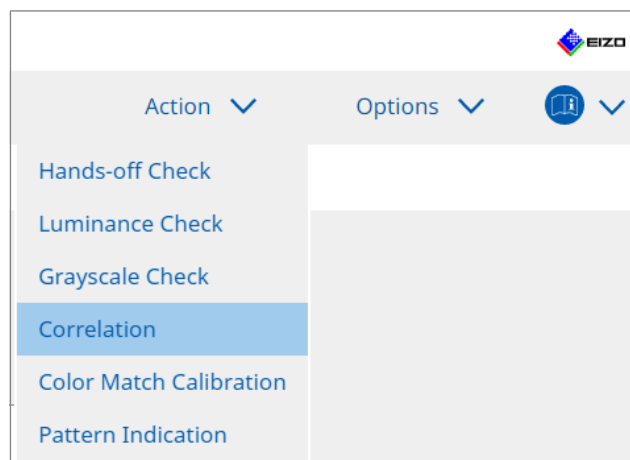 EIZO
Action Options
Hands-off Check
Luminance Check
Grayscale Check
Correlation
Color Match Calibration
Pattern Indication